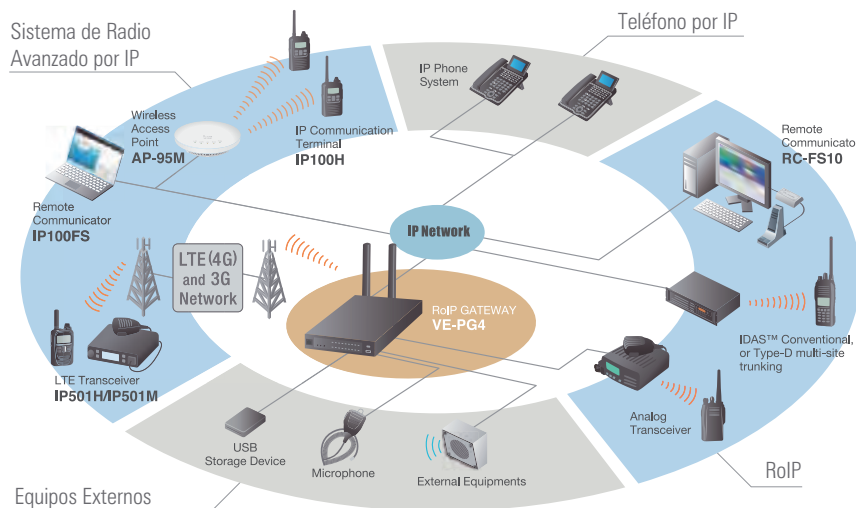 Sistema de Radio
Avanzado por IP
Teléfono por IP
IP Phone
System
Wireless
Access
Point
AP-95M
IP Communication
Terminal
IP100H
Remote
Communicato
RC-FS10
Remote
Communicator
IP100FS
IP Network
LTE (4G)
and 3G
Network
RoIP GATEWAY
VE-PG4
LTE Transceiver
IP501H/IP501M
IDAS™ Conventional,
or Type-D multi-site
trunking
Analog
Transceiver
USB
Storage Device
Microphone
External Equipments
RoIP
Equipos Externos